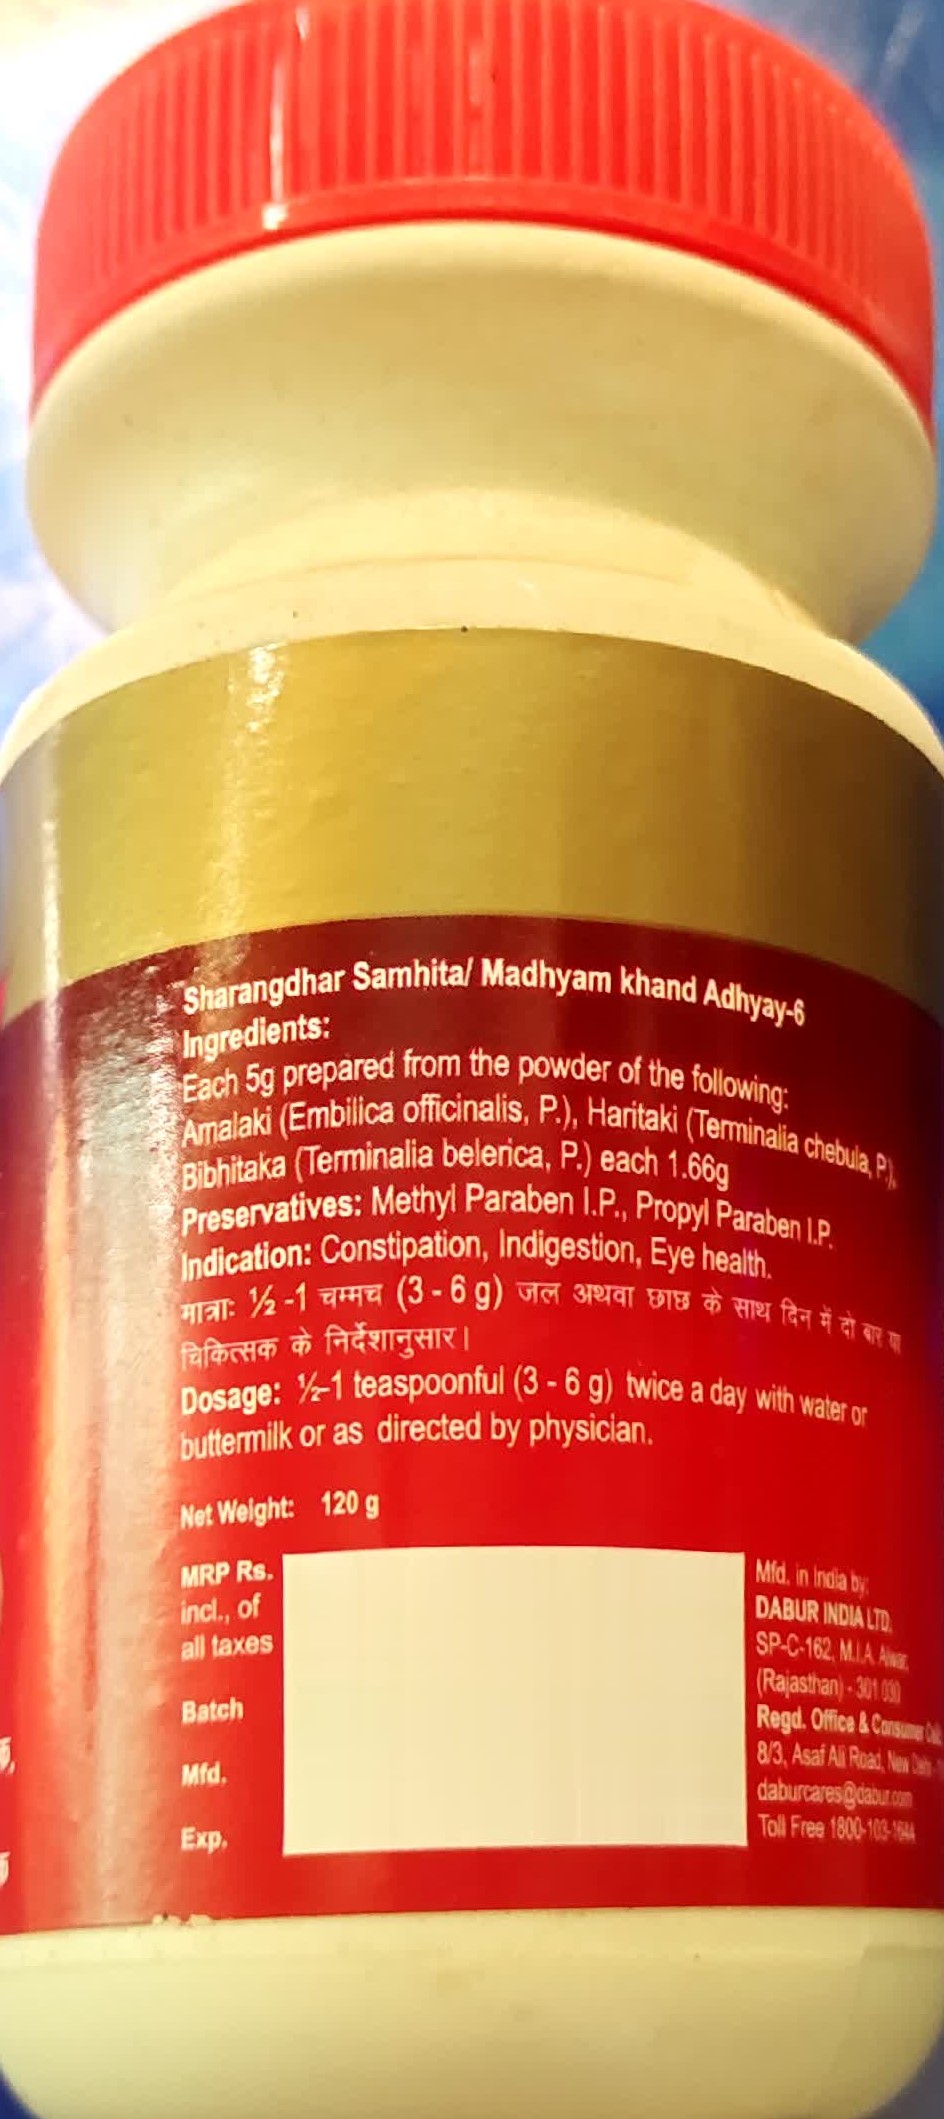 Sharangdhar Samhita/ Madhyam khand Adhyay-6
Ingredients:
Each 5g prepared from the powder of the following:
Amalaki (Embilica officinalis, P.), Haritaki (Terminalia chebula, P.),
Bibhitaka (Terminalia belerica, P.) each 1.66g
Preservatives: Methyl Paraben I.P., Propyl Paraben I.P.
Indication: Constipation, Indigestion, Eye health.
मात्राः ½ -1 चम्मच (3 - 6 g) जल अथवा छाछ के साथ दिन में दो बार या
चिकित्सक के निर्देशानुसार।
Dosage: ½-1 teaspoonful (3 - 6 g) twice a day with water or
buttermilk or as directed by physician.
Net Weight: 120 g
MRP Rs.
incl., of
all taxes
Batch
Mfd.
Exp.
Mfd. in India by:
DABUR INDIA LTD.
SP-C-162, M.I.A. Alwar,
(Rajasthan) - 301 030
Regd. Office & Consumer
8/3, Asaf Ali Road, New Delhi -
daburcares@dabur.com
Toll Free 1800-103-1644